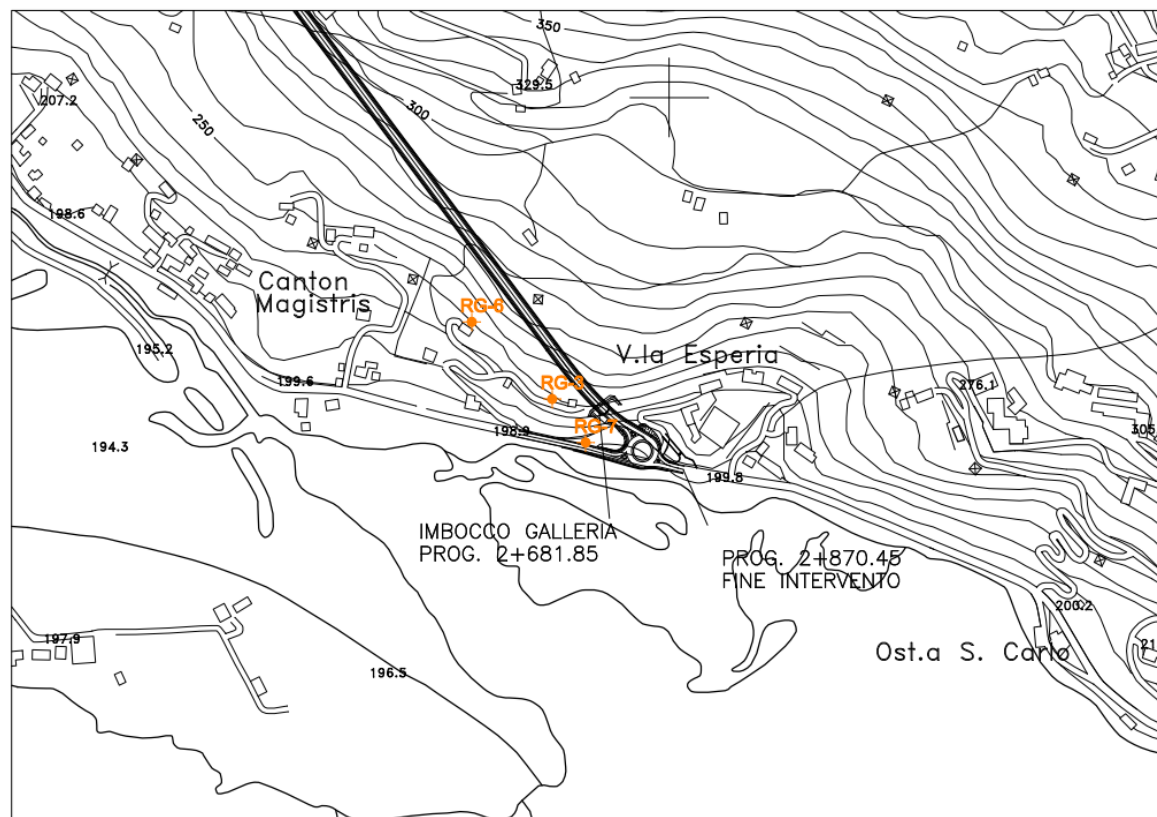 350
329.5
207.2
300
250
198.6
Canton
Magistris
RG-6
195.2
V.la Esperia
199.6
RG-3
276.1
198.9
RG-7
305
194.3
199.8
IMBOCCO GALLERIA
PROG. 2+681.85
PROG. 2+870.45
FINE INTERVENTO
200.2
197.9
Ost.a S. Carlo
21
196.5